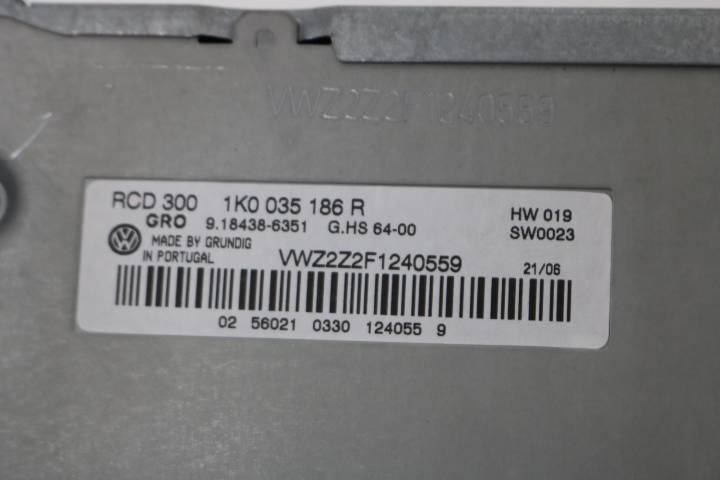 VWZ2Z2F1240559
RCD 300 1K0 035 186 R HW 019
GRO 9.18438-6351 G.HS 64-00 SW0023
MADE BY GRUNDIG
IN PORTUGAL VWZ2Z2F1240559 21/06
02 56021 0330 124055 9